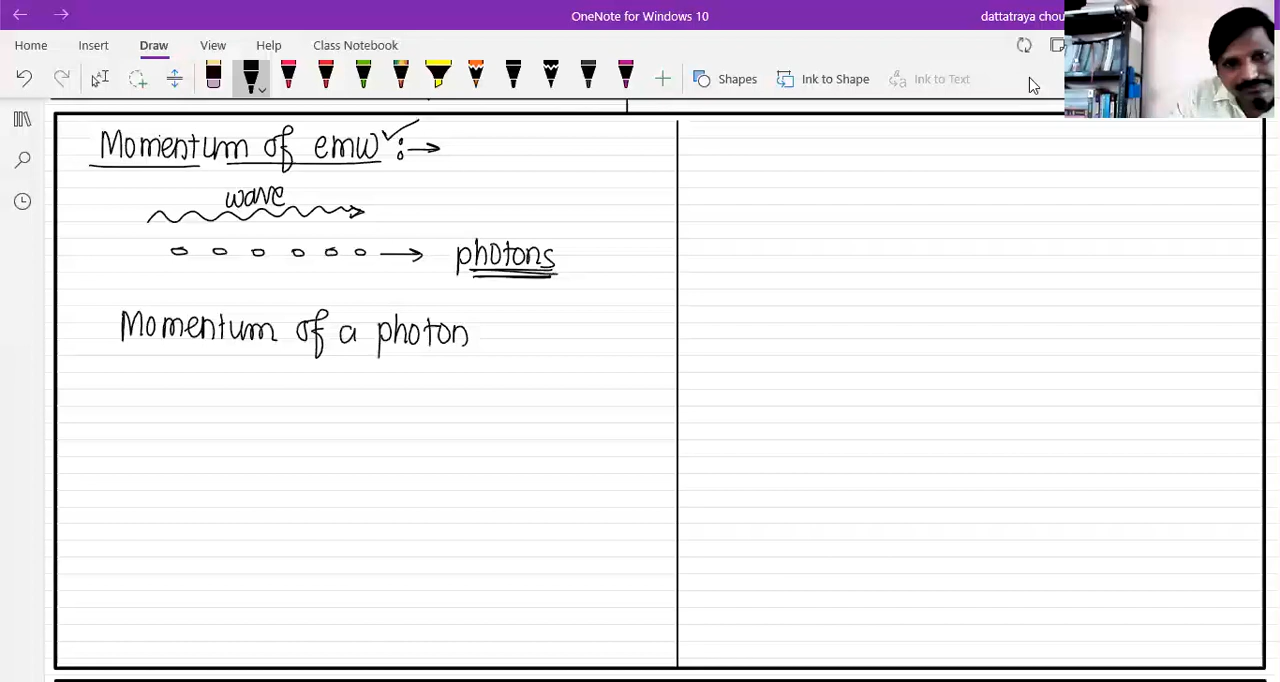 OneNote for Windows 10
dattatraya chou
Home Insert Draw View Help Class Notebook
Shapes Ink to Shape Ink to Text
Momentum of emw :→
wave
photons
Momentum of a photon